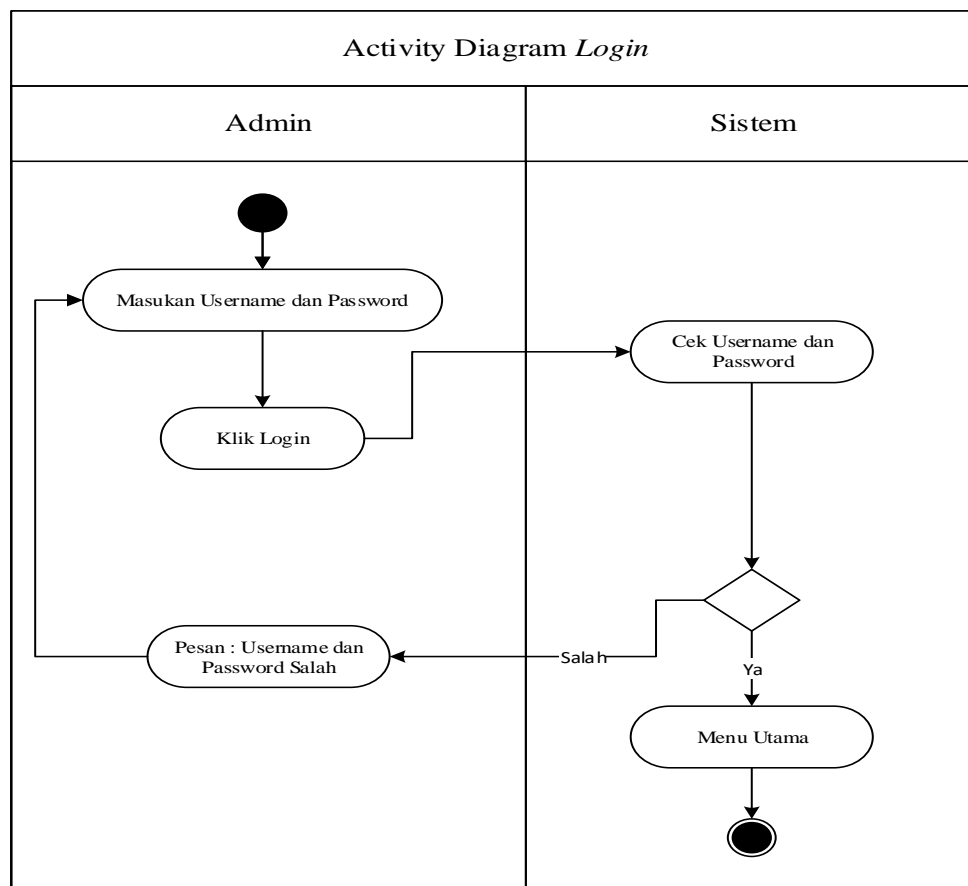 Activity Diagram Login
Admin
Sistem
Masukan Username dan Password
Cek Username dan
Password
Klik Login
Pesan : Username dan
Password Salah
Salah
Ya
Menu Utama